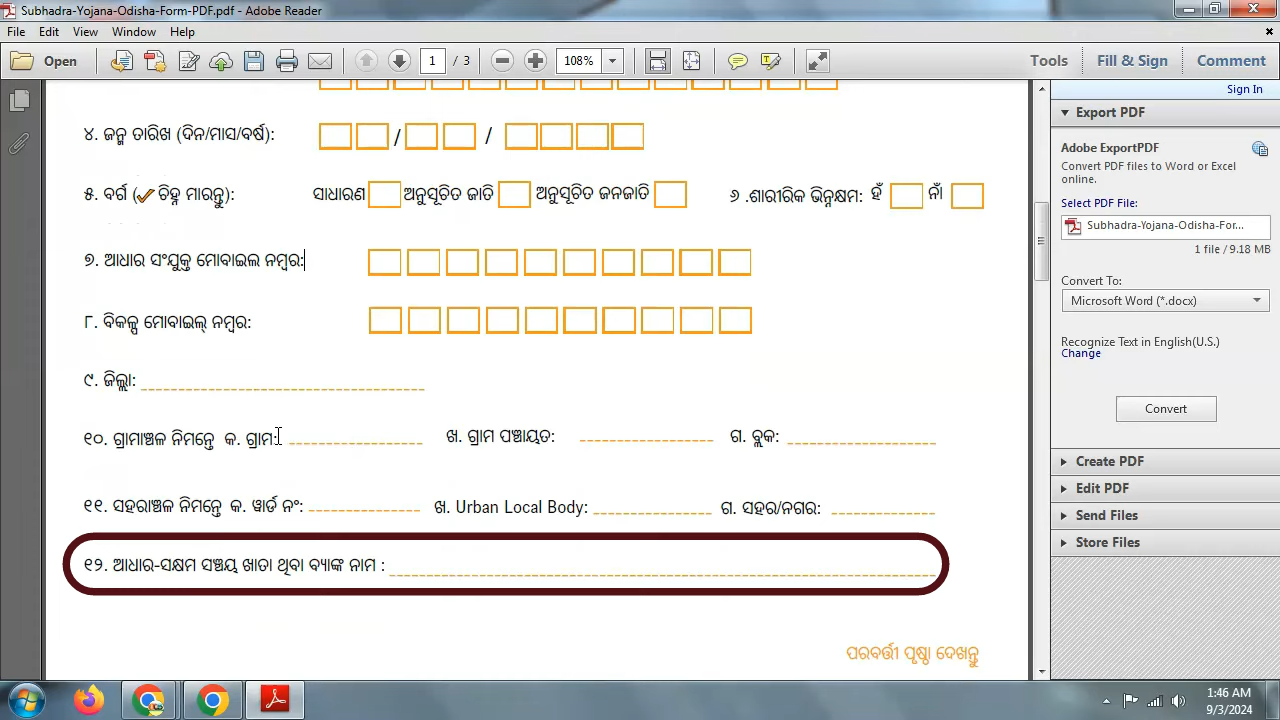 Subhadra-Yojana-Odisha-Form-PDF.pdf - Adobe Reader
File Edit View Window Help
Open 1 / 3 108% Tools Fill & Sign Comment
Sign In
Export PDF
Adobe ExportPDF
Convert PDF files to Word or Excel online.
Select PDF File:
Subhadra-Yojana-Odisha-For...
1 file / 9.18 MB
Convert To:
Microsoft Word (*.docx)
Recognize Text in English(U.S.)
Change
Convert
Create PDF
Edit PDF
Send Files
Store Files
୪. ଜନ୍ମ ତାରିଖ (ଦିନ/ମାସ/ବର୍ଷ): / /
୫. ବର୍ଗ (✓ ଚିହ୍ନ ମାରନ୍ତୁ): ସାଧାରଣ ଅନୁସୂଚିତ ଜାତି ଅନୁସୂଚିତ ଜନଜାତି ୬ .ଶାରୀରିକ ଭିନ୍ନକ୍ଷମ: ହଁ ନାଁ
୭. ଆଧାର ସଂଯୁକ୍ତ ମୋବାଇଲ ନମ୍ବର:
୮. ବିକଳ୍ପ ମୋବାଇଲ୍ ନମ୍ବର:
୯. ଜିଲ୍ଲା:
୧୦. ଗ୍ରାମାଞ୍ଚଳ ନିମନ୍ତେ କ. ଗ୍ରାମ: ଖ. ଗ୍ରାମ ପଞ୍ଚାୟତ: ଗ. ବ୍ଲକ:
୧୧. ସହରାଞ୍ଚଳ ନିମନ୍ତେ କ. ୱାର୍ଡ ନଂ: ଖ. Urban Local Body: ଗ. ସହର/ନଗର:
୧୨. ଆଧାର-ସକ୍ଷମ ସଞ୍ଚୟ ଖାତା ଥିବା ବ୍ୟାଙ୍କ ନାମ :
ପରବର୍ତ୍ତୀ ପୃଷ୍ଠା ଦେଖନ୍ତୁ
1:46 AM
9/3/2024